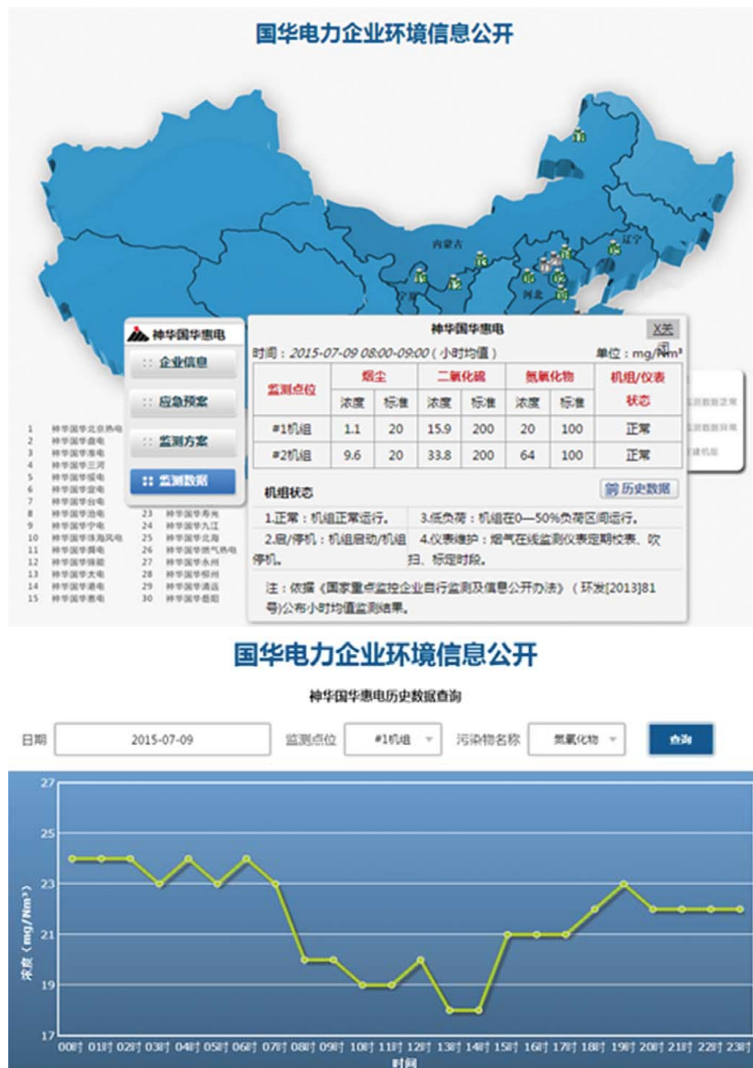 国华电力企业环境信息公开
内蒙古
辽宁
宁夏
河北
神华国华惠电
企业信息
应急预案
监测方案
监测数据
神华国华惠电
X关闭
时间：2015-07-09 08:00-09:00（小时均值）
单位：mg/Nm³
监测点位 烟尘 二氧化硫 氮氧化物 机组/仪表状态
浓度 标准 浓度 标准 浓度 标准
#1机组 1.1 20 15.9 200 20 100 正常
#2机组 9.6 20 33.8 200 64 100 正常
机组状态
历史数据
1.正常：机组正常运行。 3.低负荷：机组在0—50%负荷区间运行。
2.启/停机：机组启动/机组 4.仪表维护：烟气在线监测仪表定期校表、吹
停机。 扫、标定时段。
注：依据《国家重点监控企业自行监测及信息公开办法》（环发[2013]81
号)公布小时均值监测结果。
监测数据正常
监测数据异常
在建机组
1 神华国华北京热电
2 神华国华盘电
3 神华国华准电
4 神华国华三河
5 神华国华绥电
6 神华国华定电
7 神华国华台电
8 神华国华沧电 23 神华国华寿光
9 神华国华宁电 24 神华国华九江
10 神华国华珠海风电 25 神华国华北海
11 神华国华舜电 26 神华国华燃气热电
12 神华国华锦能 27 神华国华永州
13 神华国华太电 28 神华国华柳州
14 神华国华港电 29 神华国华清远
15 神华国华惠电 30 神华国华岳阳
国华电力企业环境信息公开
神华国华惠电历史数据查询
日期 2015-07-09 监测点位 #1机组 污染物名称 氮氧化物 查询
浓度（mg/Nm³）
27
25
23
21
19
17
00时 01时 02时 03时 04时 05时 06时 07时 08时 09时 10时 11时 12时 13时 14时 15时 16时 17时 18时 19时 20时 21时 22时 23时
时间